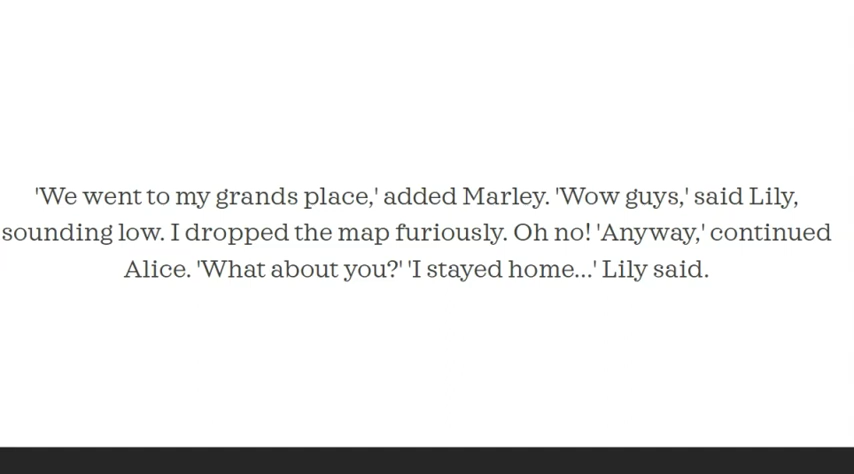 'We went to my grands place,' added Marley. 'Wow guys,' said Lily,
sounding low. I dropped the map furiously. Oh no! 'Anyway,' continued
Alice. 'What about you?' 'I stayed home...' Lily said.